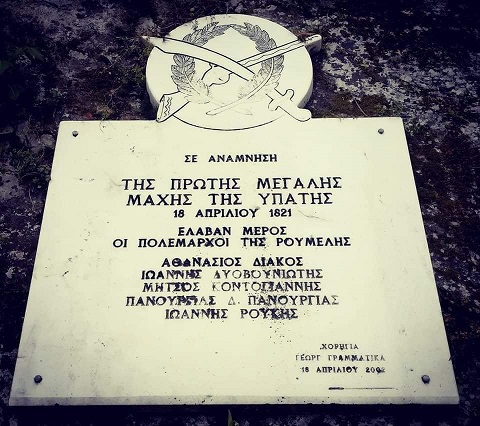 ΣΕ ΑΝΑΜΝΗΣΗ
ΤΗΣ ΠΡΩΤΗΣ ΜΕΓΑΛΗΣ
ΜΑΧΗΣ ΤΗΣ ΥΠΑΤΗΣ
18 ΑΠΡΙΛΙΟΥ 1821
ΕΛΑΒΑΝ ΜΕΡΟΣ
ΟΙ ΠΟΛΕΜΑΡΧΟΙ ΤΗΣ ΡΟΥΜΕΛΗΣ
ΑΘΑΝΑΣΙΟΣ ΔΙΑΚΟΣ
ΙΩΑΝΝΗΣ ΔΥΟΒΟΥΝΙΩΤΗΣ
ΜΗΤΣΟΣ ΚΟΝΤΟΓΙΑΝΝΗΣ
ΠΑΝΟΥΡΓΙΑΣ Δ. ΠΑΝΟΥΡΓΙΑΣ
ΙΩΑΝΝΗΣ ΡΟΥΚΗΣ
ΧΟΡΗΓΙΑ
ΓΕΩΡΓ ΓΡΑΜΜΑΤΙΚΑ
18 ΑΠΡΙΛΙΟΥ